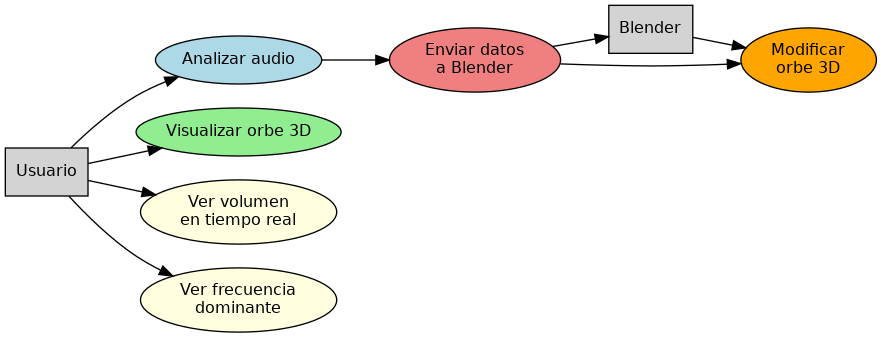 Usuario
Analizar audio
Visualizar orbe 3D
Ver volumen
en tiempo real
Ver frecuencia
dominante
Enviar datos
a Blender
Blender
Modificar
orbe 3D